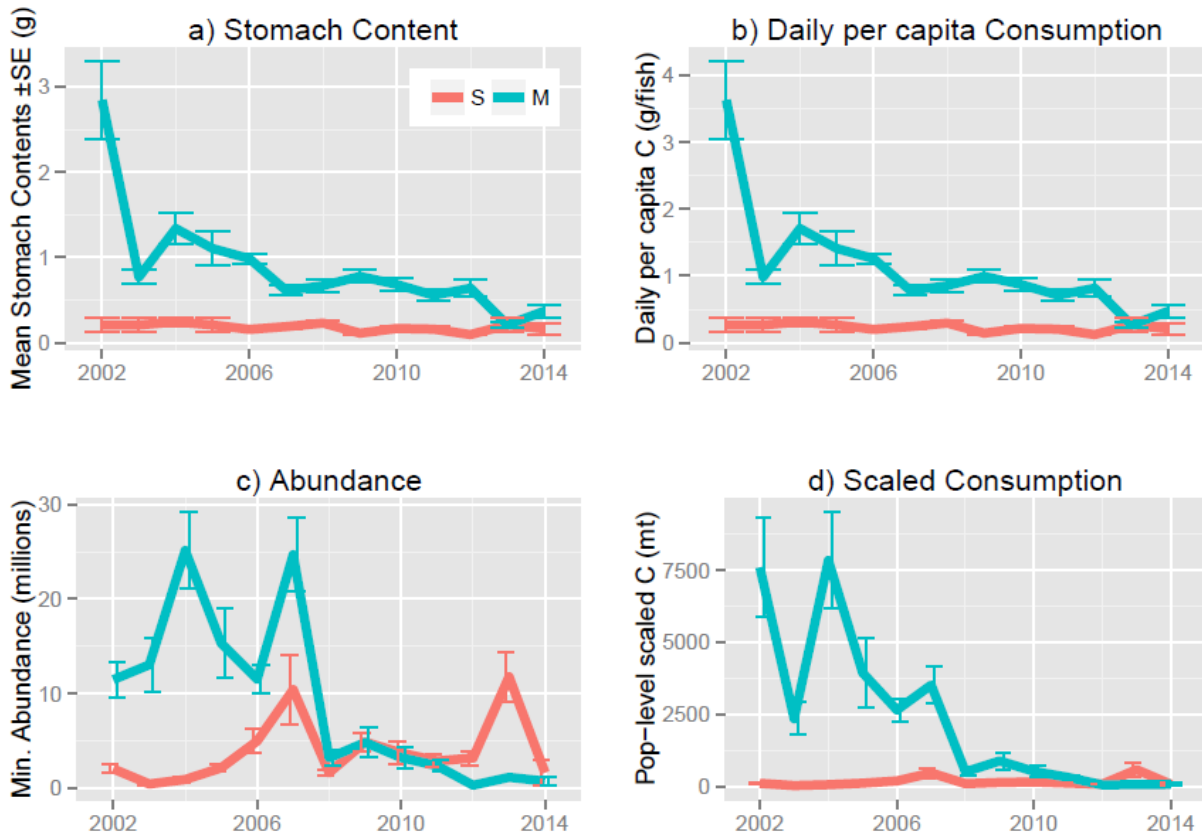 a) Stomach Content
Mean Stomach Contents ±SE (g)
3
2
1
0
S M
2002 2006 2010 2014
b) Daily per capita Consumption
Daily per capita C (g/fish)
4
3
2
1
0
2002 2006 2010 2014
c) Abundance
Min. Abundance (millions)
30
20
10
0
2002 2006 2010 2014
d) Scaled Consumption
Pop-level scaled C (mt)
7500
5000
2500
0
2002 2006 2010 2014